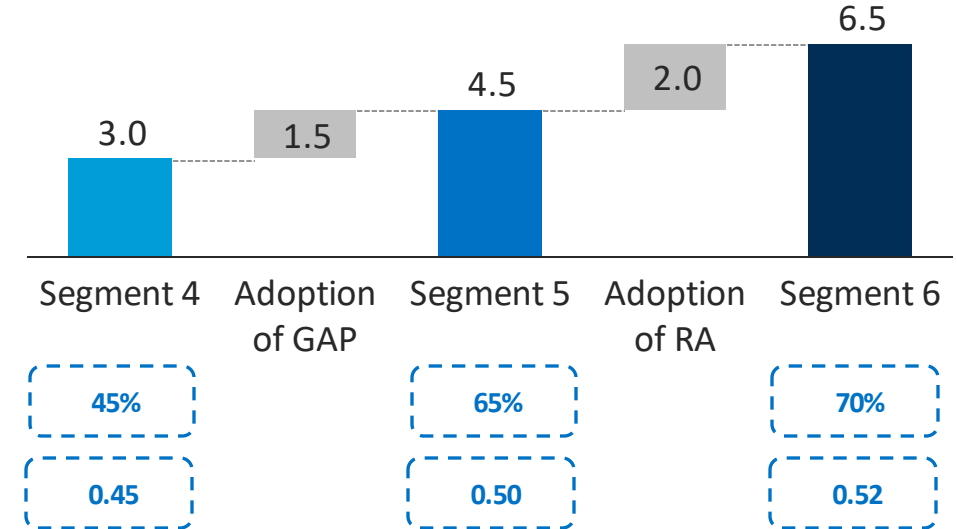 6.5
4.5
2.0
3.0
1.5
Segment 4
Adoption
of GAP
Segment 5
Adoption
of RA
Segment 6
45%
65%
70%
0.45
0.50
0.52